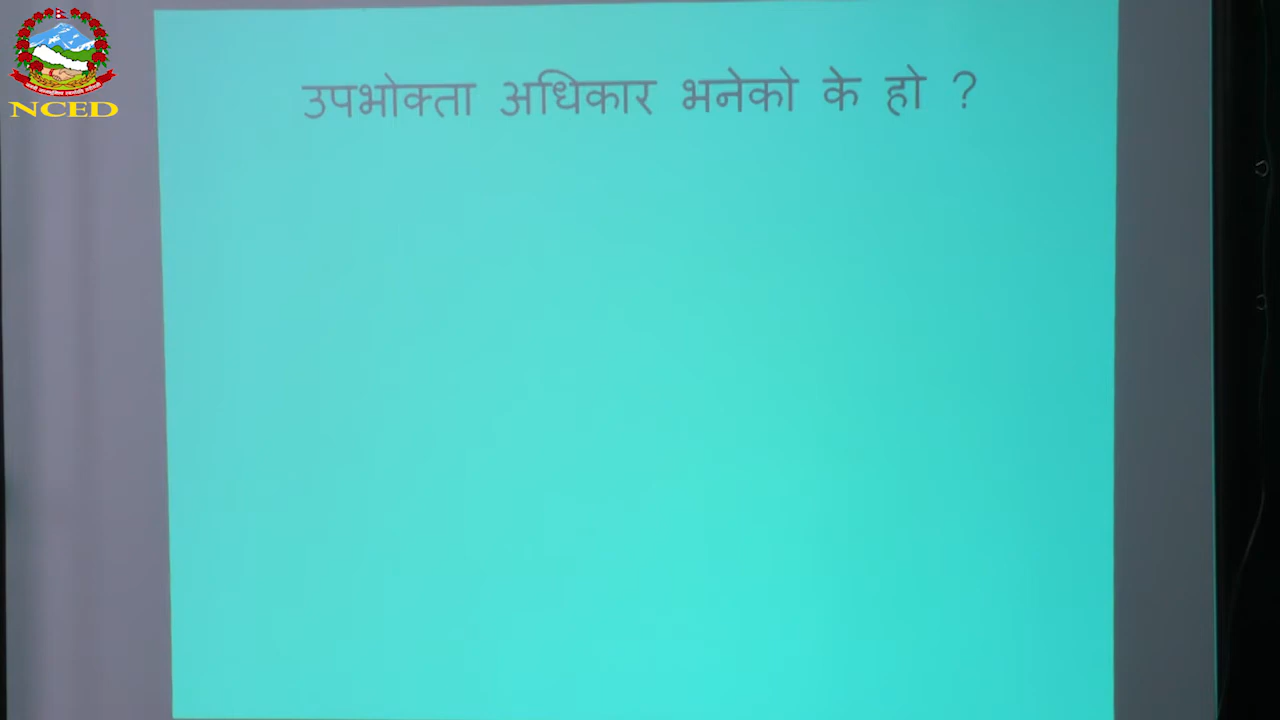 NCED
उपभोक्ता अधिकार भनेको के हो ?